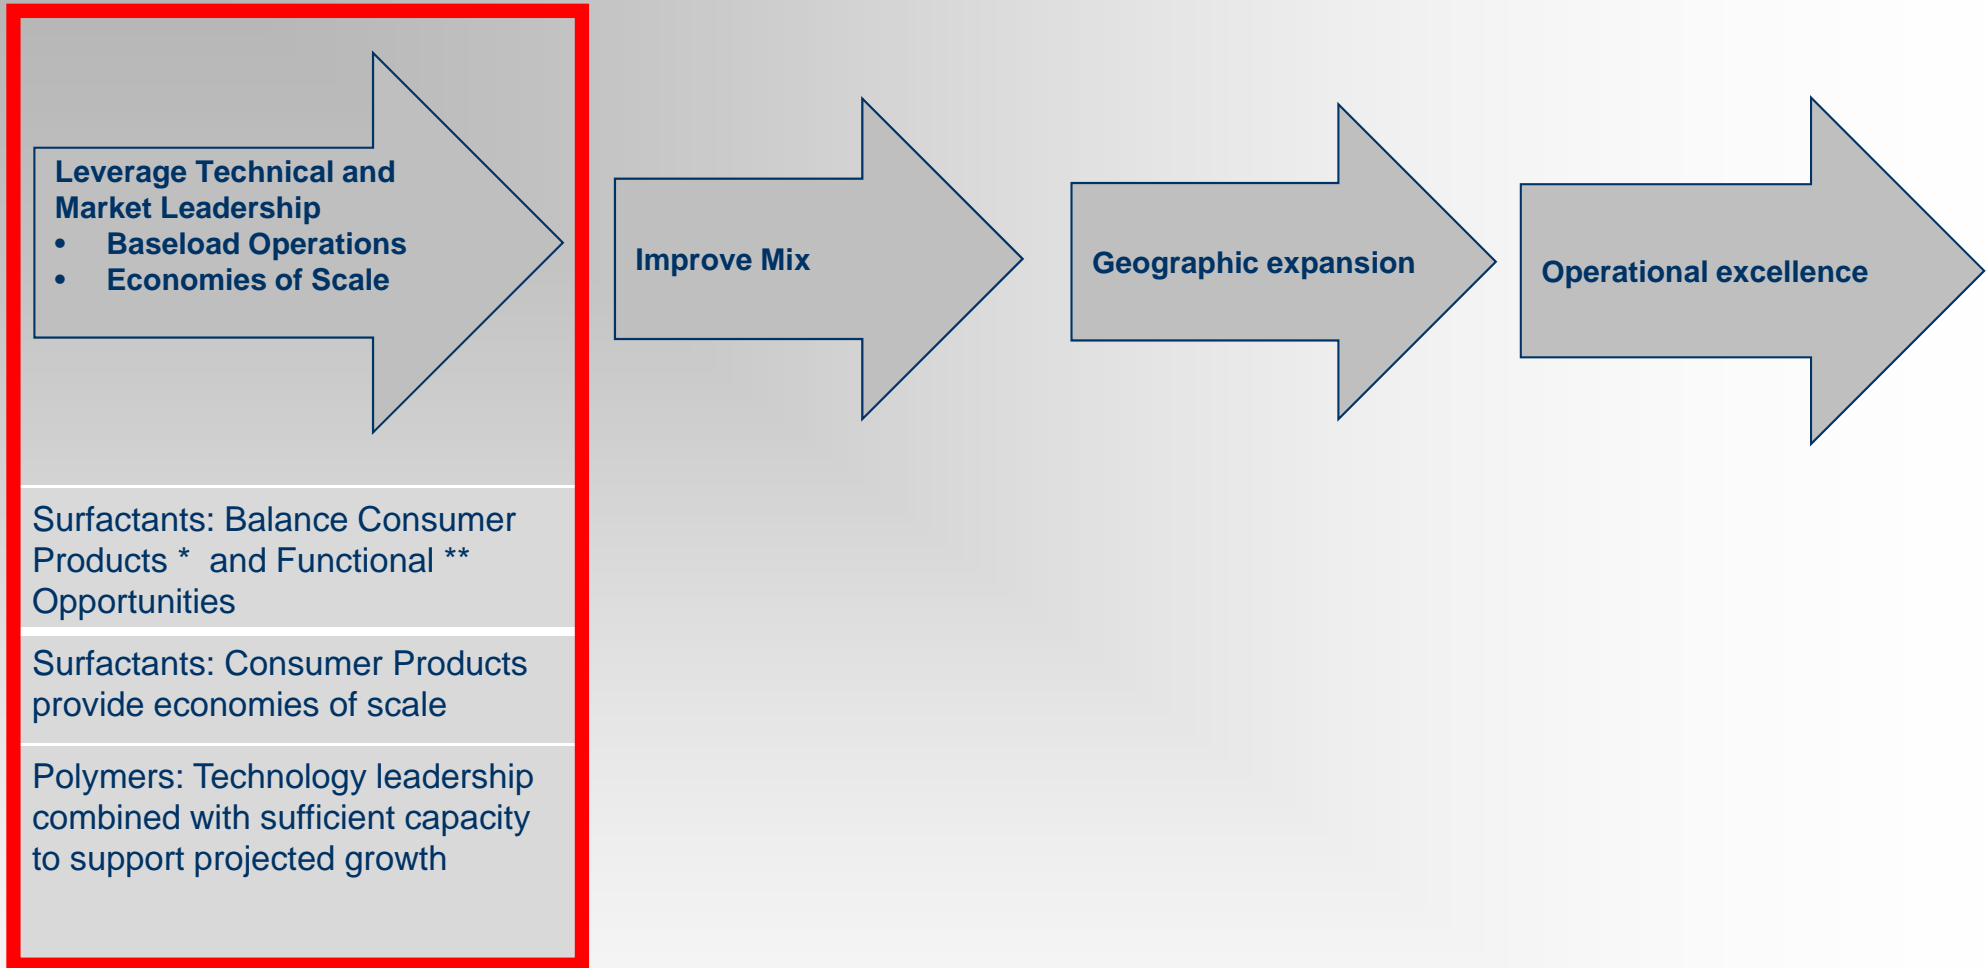 Leverage Technical and
Market Leadership
• Baseload Operations
• Economies of Scale
Improve Mix
Geographic expansion
Operational excellence
Surfactants: Balance Consumer
Products *  and Functional **
Opportunities
Surfactants: Consumer Products
provide economies of scale
Polymers: Technology leadership
combined with sufficient capacity
to support projected growth